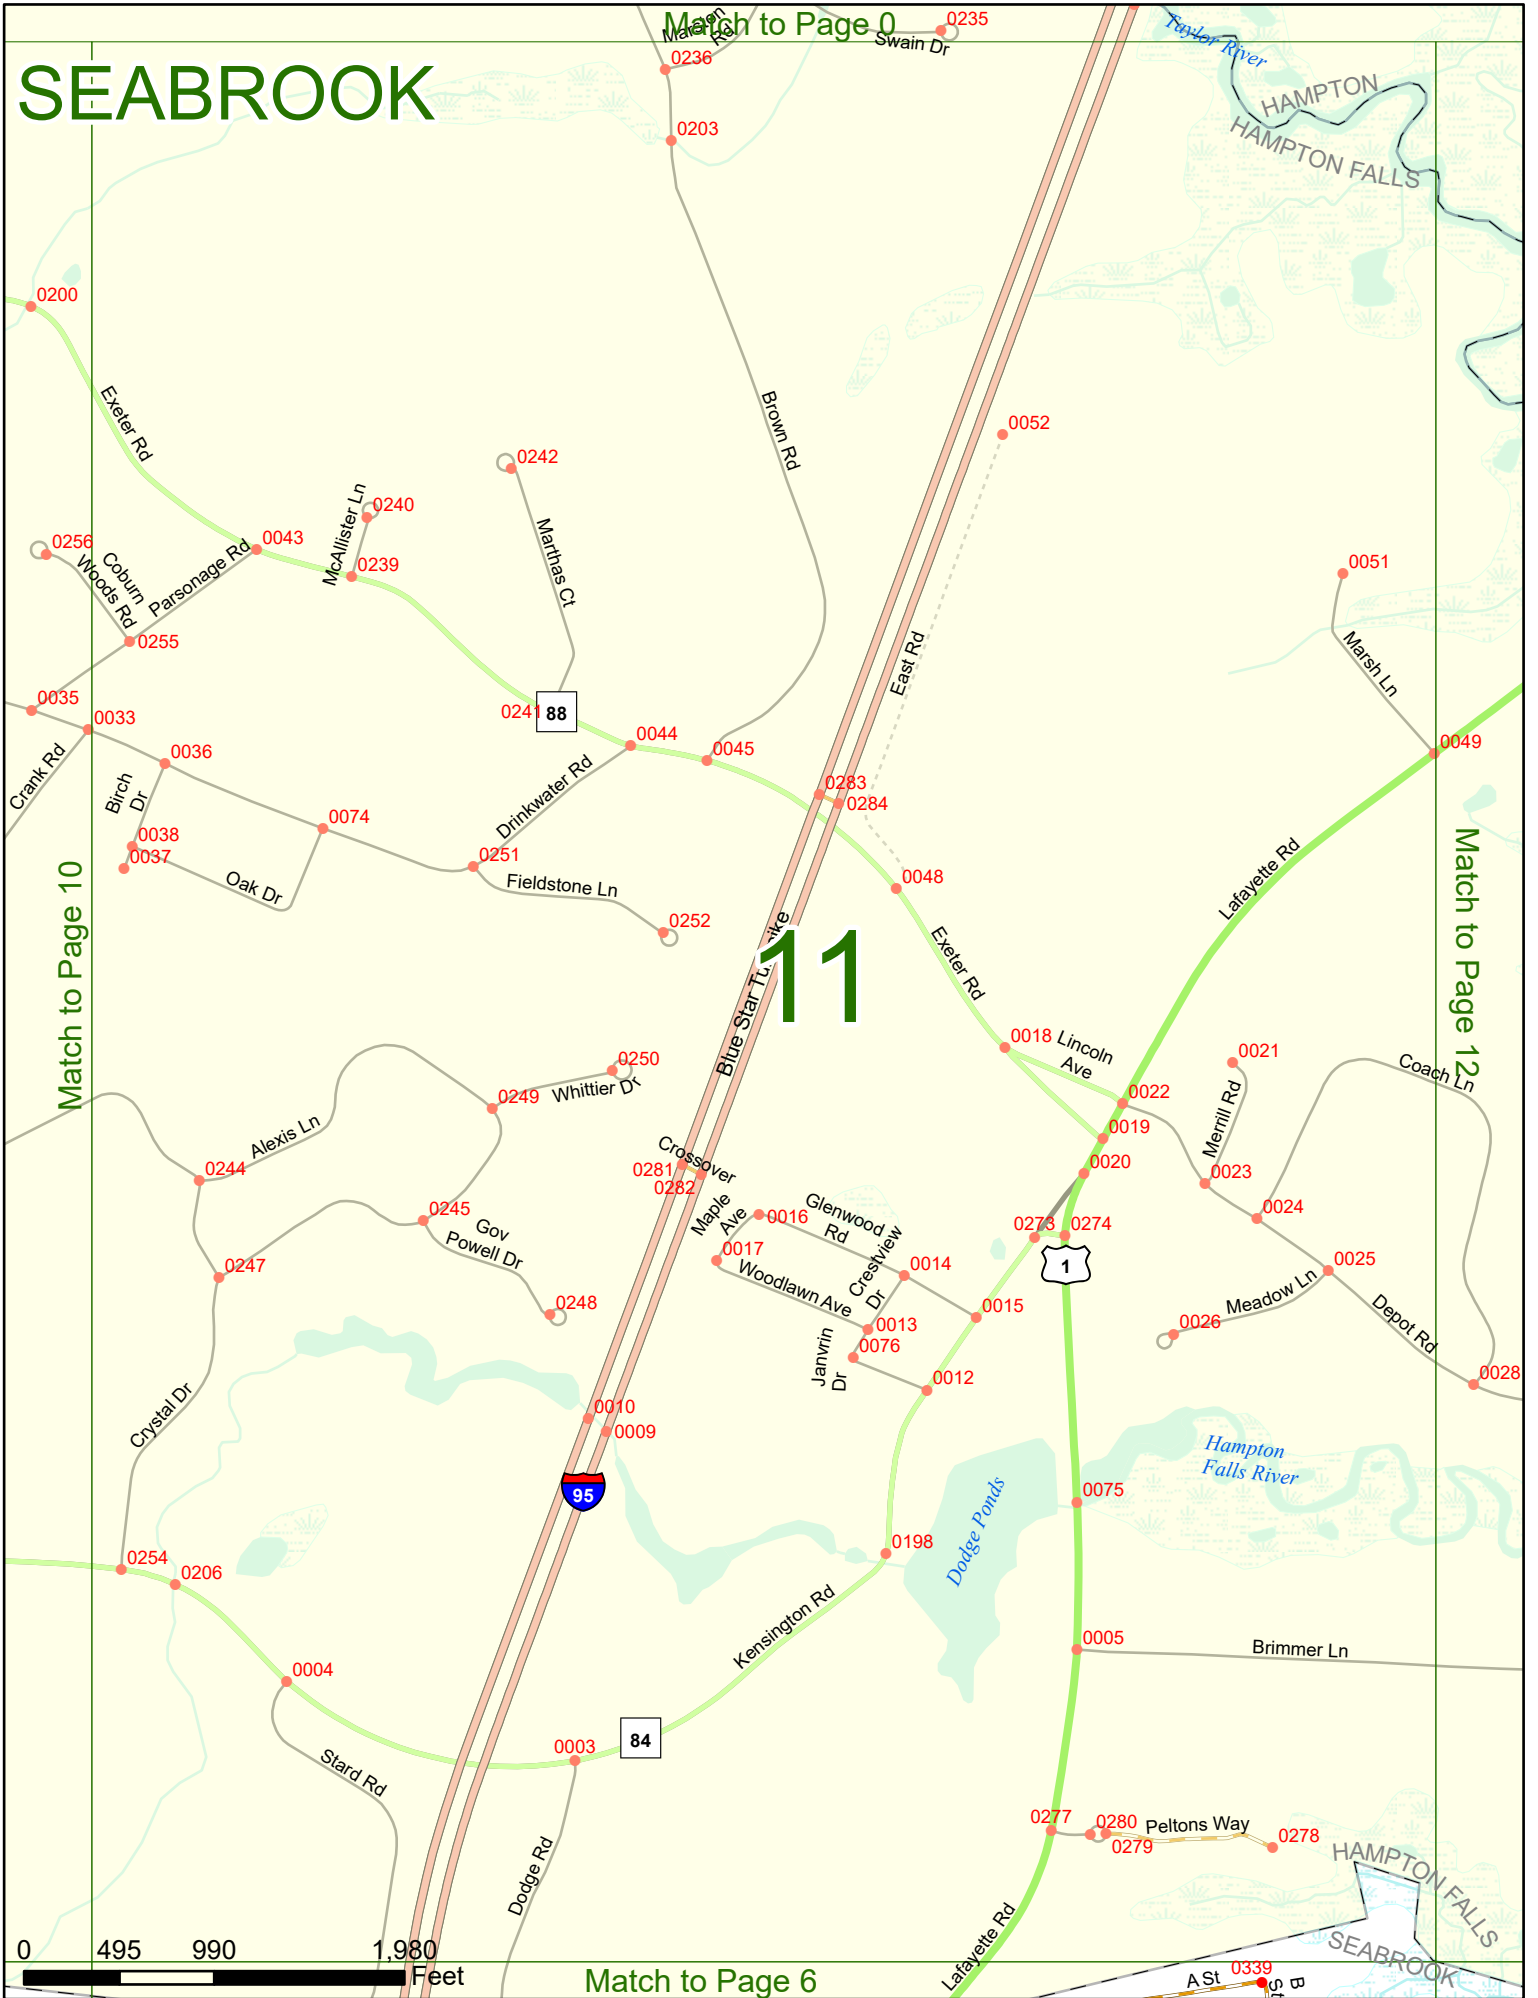 Match to Page 0
SEABROOK
Marston
Rd
0235
Swain Dr
Taylor River
0236
0203
HAMPTON
HAMPTON FALLS
0200
Exeter Rd
Brown Rd
0052
0242
0240
McAllister Ln
Marthas Ct
0256
Coburn
Woods Rd
Parsonage Rd
0043
0239
0051
0255
East Rd
Marsh Ln
0035
0033
0241
88
0044
0045
0049
Crank Rd
0036
Birch
Dr
Drinkwater Rd
0283
0284
0038
0037
0074
0251
Oak Dr
Fieldstone Ln
0048
Lafayette Rd
0252
Match to Page 10
Match to Page 12
11
Exeter Rd
0018
Lincoln
Ave
0021
Coach Ln
0250
Whittier Dr
0249
0022
Alexis Ln
0019
Merrill Rd
0244
Crossover
0281
0282
0020
0023
0245
Gov
Powell Dr
Maple
Ave
0016
Glenwood
Rd
0273
0274
0024
0247
0017
Woodlawn Ave
Crestview
Dr
0014
1
0025
Meadow Ln
0248
0015
0013
0026
Depot Rd
0076
Janvrin
Dr
0012
0028
Crystal Dr
0010
0009
Hampton
Falls River
95
Dodge Ponds
0075
0254
0206
0198
Kensington Rd
0005
Brimmer Ln
0004
84
0003
Stard Rd
0277
0280
0279
Peltons Way
0278
Dodge Rd
HAMPTON FALLS
SEABROOK
Lafayette Rd
0 495 990 1,980
Feet
Match to Page 6
A St
0339
B
St
Blue Star